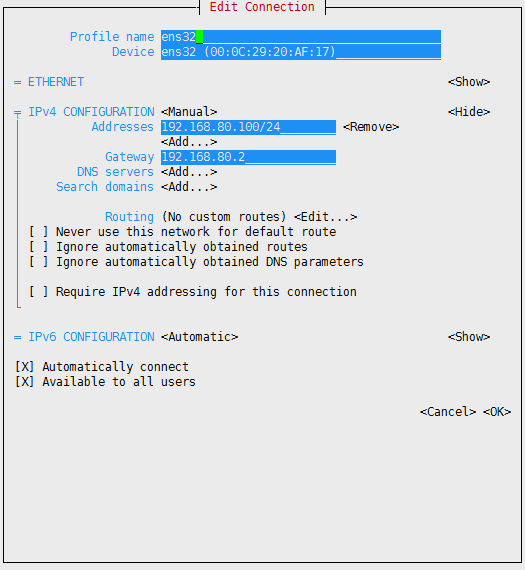 Edit Connection
Profile name ens32
Device ens32 (00:0C:29:20:AF:17)
= ETHERNET <Show>
IPv4 CONFIGURATION <Manual> <Hide>
Addresses 192.168.80.100/24 <Remove>
<Add...>
Gateway 192.168.80.2
DNS servers <Add...>
Search domains <Add...>
Routing (No custom routes) <Edit...>
[ ] Never use this network for default route
[ ] Ignore automatically obtained routes
[ ] Ignore automatically obtained DNS parameters
[ ] Require IPv4 addressing for this connection
= IPv6 CONFIGURATION <Automatic> <Show>
[X] Automatically connect
[X] Available to all users
<Cancel> <OK>